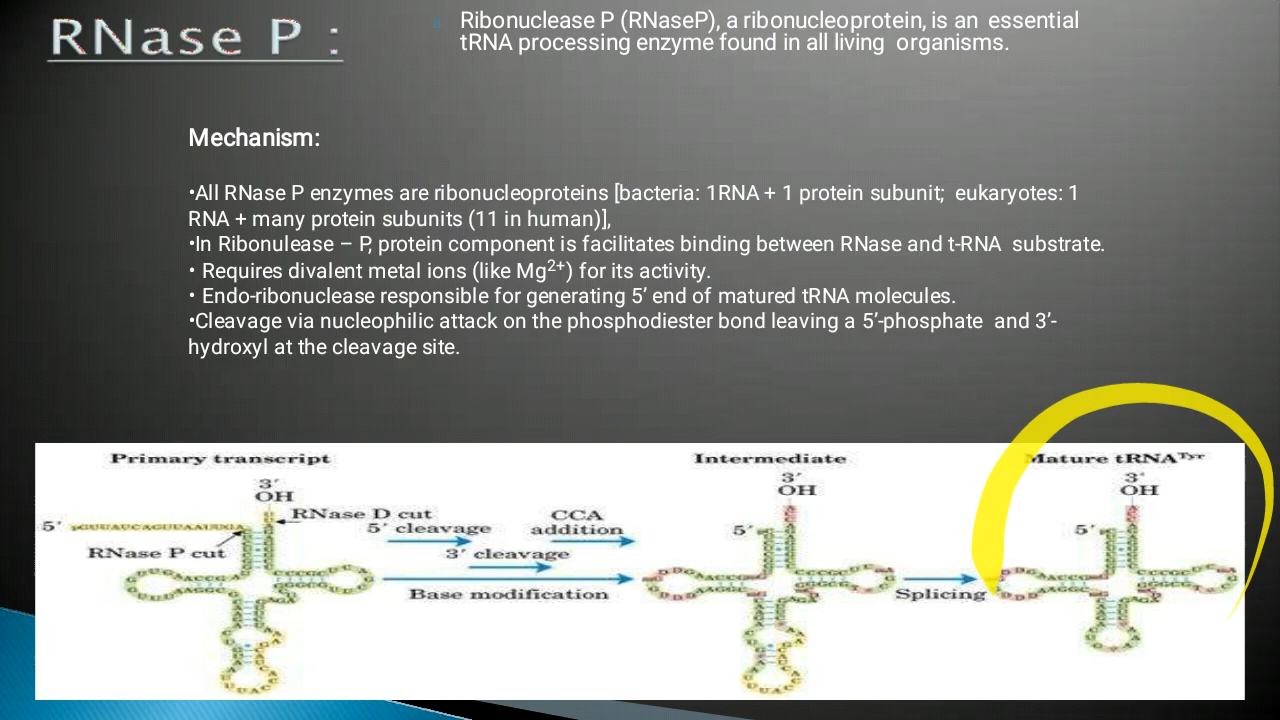 RNase P :
Ribonuclease P (RNaseP), a ribonucleoprotein, is an essential
tRNA processing enzyme found in all living organisms.
Mechanism:
•All RNase P enzymes are ribonucleoproteins [bacteria: 1RNA + 1 protein subunit; eukaryotes: 1
RNA + many protein subunits (11 in human)],
•In Ribonulease – P, protein component is facilitates binding between RNase and t-RNA substrate.
• Requires divalent metal ions (like Mg2+) for its activity.
• Endo-ribonuclease responsible for generating 5’ end of matured tRNA molecules.
•Cleavage via nucleophilic attack on the phosphodiester bond leaving a 5’-phosphate and 3’-
hydroxyl at the cleavage site.
Primary transcript
3′
OH
5′
RNase D cut
RNase P cut
5′ cleavage
CCA
addition
3′ cleavage
Base modification
Intermediate
3′
OH
5′
Splicing
Mature tRNATyr
3′
OH
5′